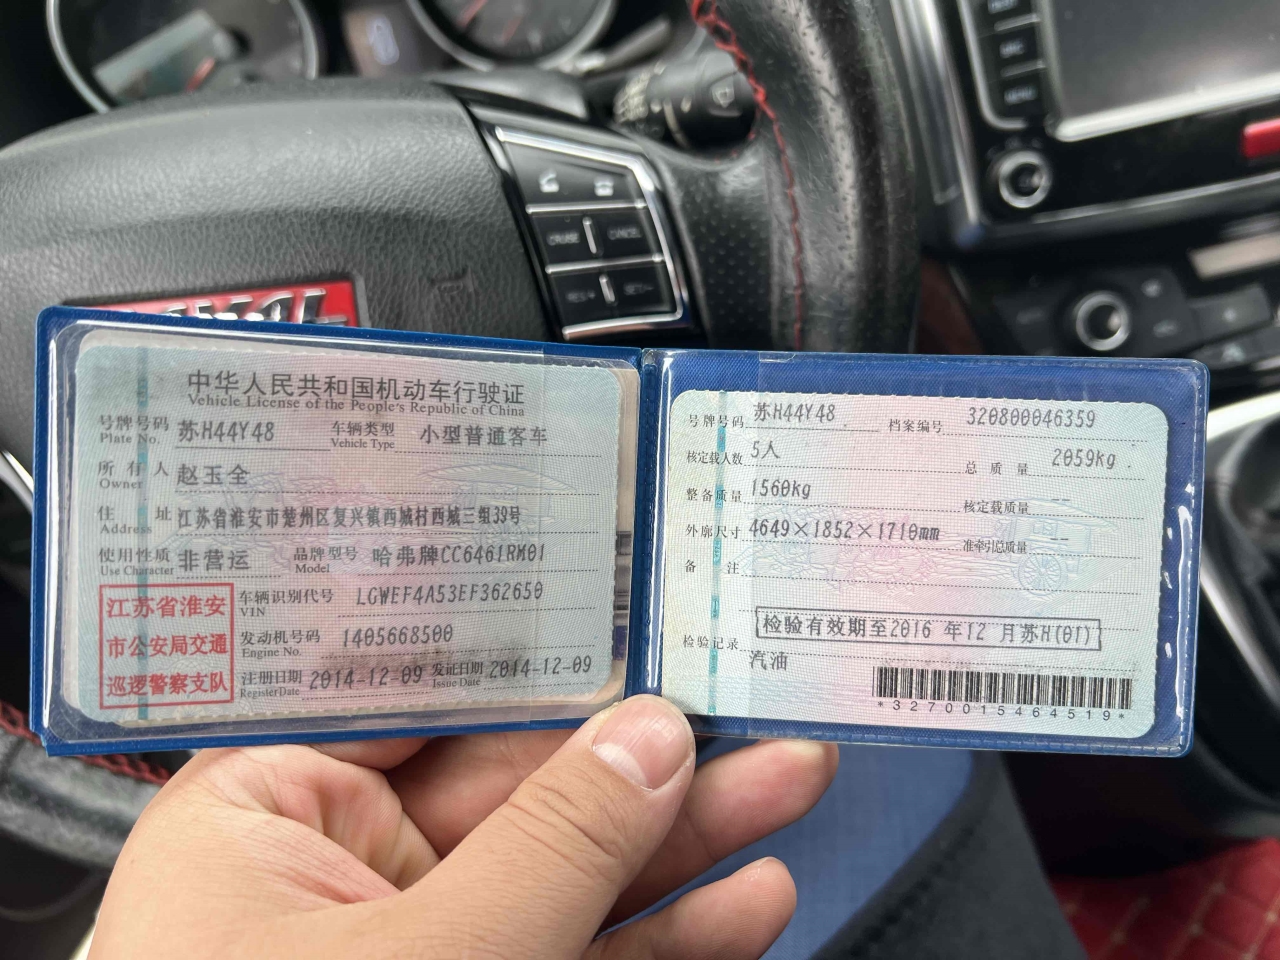 中华人民共和国机动车行驶证
Vehicle License of the People's Republic of China
号牌号码 苏H44Y48 车辆类型 小型普通客车
Plate No. Vehicle Type
所有人 赵玉全
Owner
住址 江苏省淮安市楚州区复兴镇西城村西城三组39号
Address
使用性质 非营运 品牌型号 哈弗牌CC6461RM01
Use Character Model
车辆识别代号 LGWEF4A53EF362650
VIN
发动机号码 1405668500
Engine No.
注册日期 2014-12-09 发证日期 2014-12-09
Register Date Issue Date
江苏省淮安
市公安局交通
巡逻警察支队
号牌号码 苏H44Y48 档案编号 320800046359
核定载人数 5人 总质量 2059kg
整备质量 1560kg 核定载质量 --
外廓尺寸 4649×1852×1710mm 准牵引总质量 --
备注
检验有效期至2016年12月苏H(01)
检验记录
汽油
*3270015464519*
CRUISE CANCEL
RES+ SET-
MENU